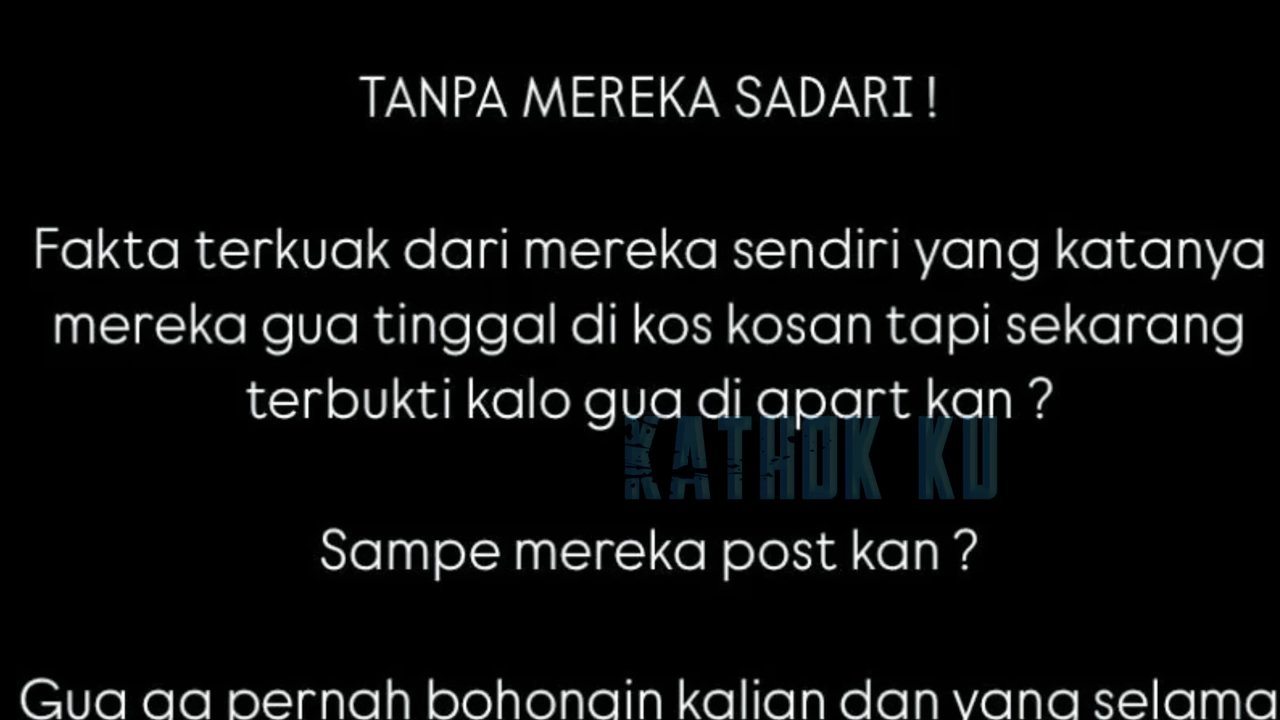 TANPA MEREKA SADARI !
Fakta terkuak dari mereka sendiri yang katanya
mereka gua tinggal di kos kosan tapi sekarang
terbukti kalo gua di apart kan ?
KATHOK KU
Sampe mereka post kan ?
Gua ga pernah bohongin kalian dan yang selama